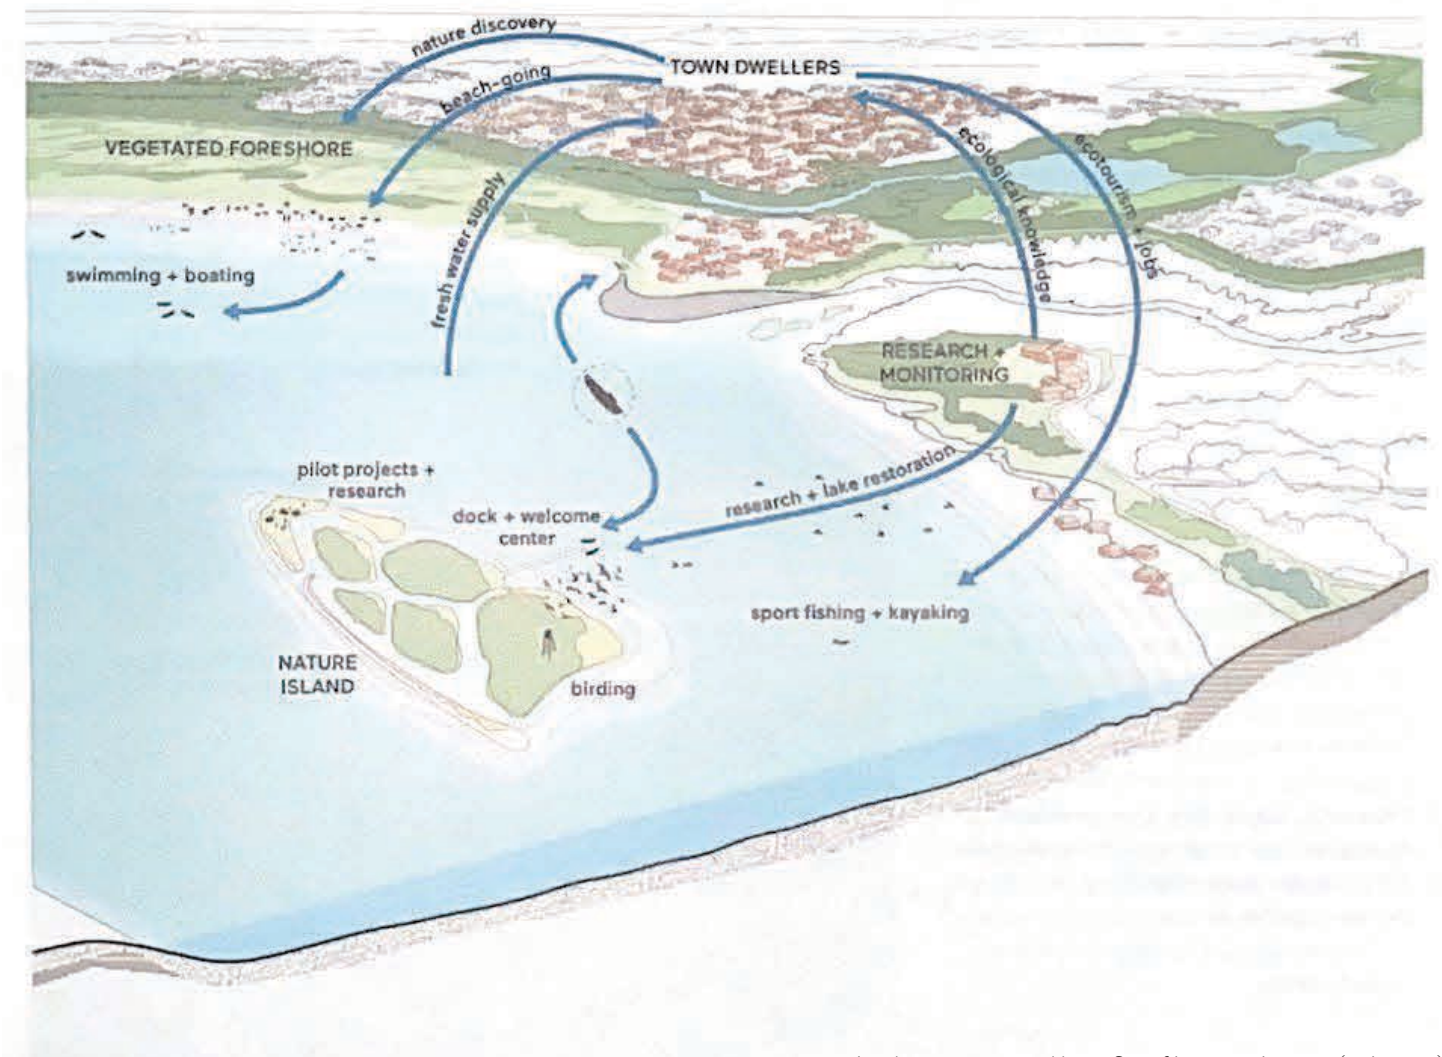 nature discovery
TOWN DWELLERS
beach-going
VEGETATED FORESHORE
ecological knowledge
ecotourism + jobs
fresh water supply
swimming + boating
RESEARCH +
MONITORING
pilot projects +
research
research + lake restoration
dock + welcome
center
sport fishing + kayaking
NATURE
ISLAND
birding